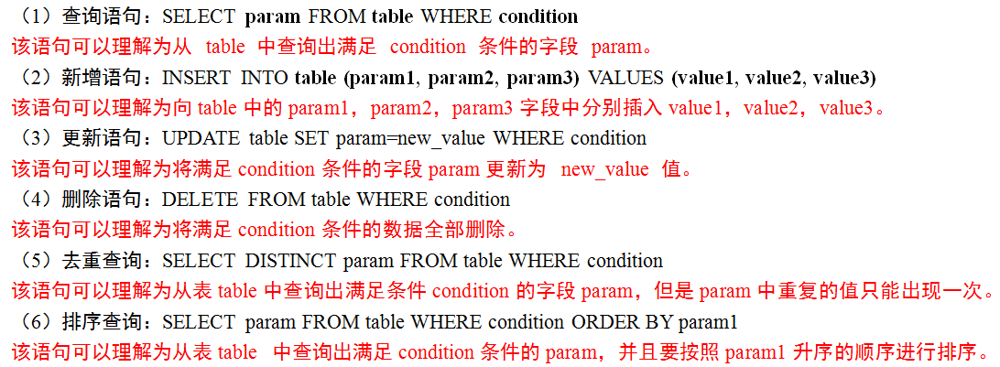 （1）查询语句：SELECT param FROM table WHERE condition
该语句可以理解为从 table 中查询出满足 condition 条件的字段 param。
（2）新增语句：INSERT INTO table (param1, param2, param3) VALUES (value1, value2, value3)
该语句可以理解为向 table 中的 param1，param2，param3 字段中分别插入 value1，value2，value3。
（3）更新语句：UPDATE table SET param=new_value WHERE condition
该语句可以理解为将满足 condition 条件的字段 param 更新为 new_value 值。
（4）删除语句：DELETE FROM table WHERE condition
该语句可以理解为将满足 condition 条件的数据全部删除。
（5）去重查询：SELECT DISTINCT param FROM table WHERE condition
该语句可以理解为从表 table 中查询出满足条件 condition 的字段 param，但是 param 中重复的值只能出现一次。
（6）排序查询：SELECT param FROM table WHERE condition ORDER BY param1
该语句可以理解为从表 table 中查询出满足 condition 条件的 param，并且要按照 param1 升序的顺序进行排序。